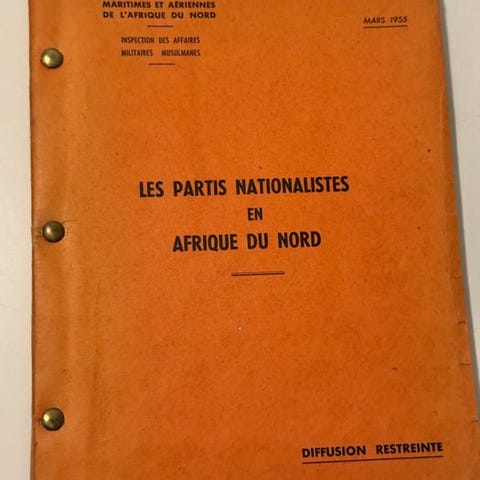 MARITIMES ET AÉRIENNES
DE L'AFRIQUE DU NORD
MARS 1955
INSPECTION DES AFFAIRES
MILITAIRES MUSULMANES
LES PARTIS NATIONALISTES
EN
AFRIQUE DU NORD
DIFFUSION RESTREINTE